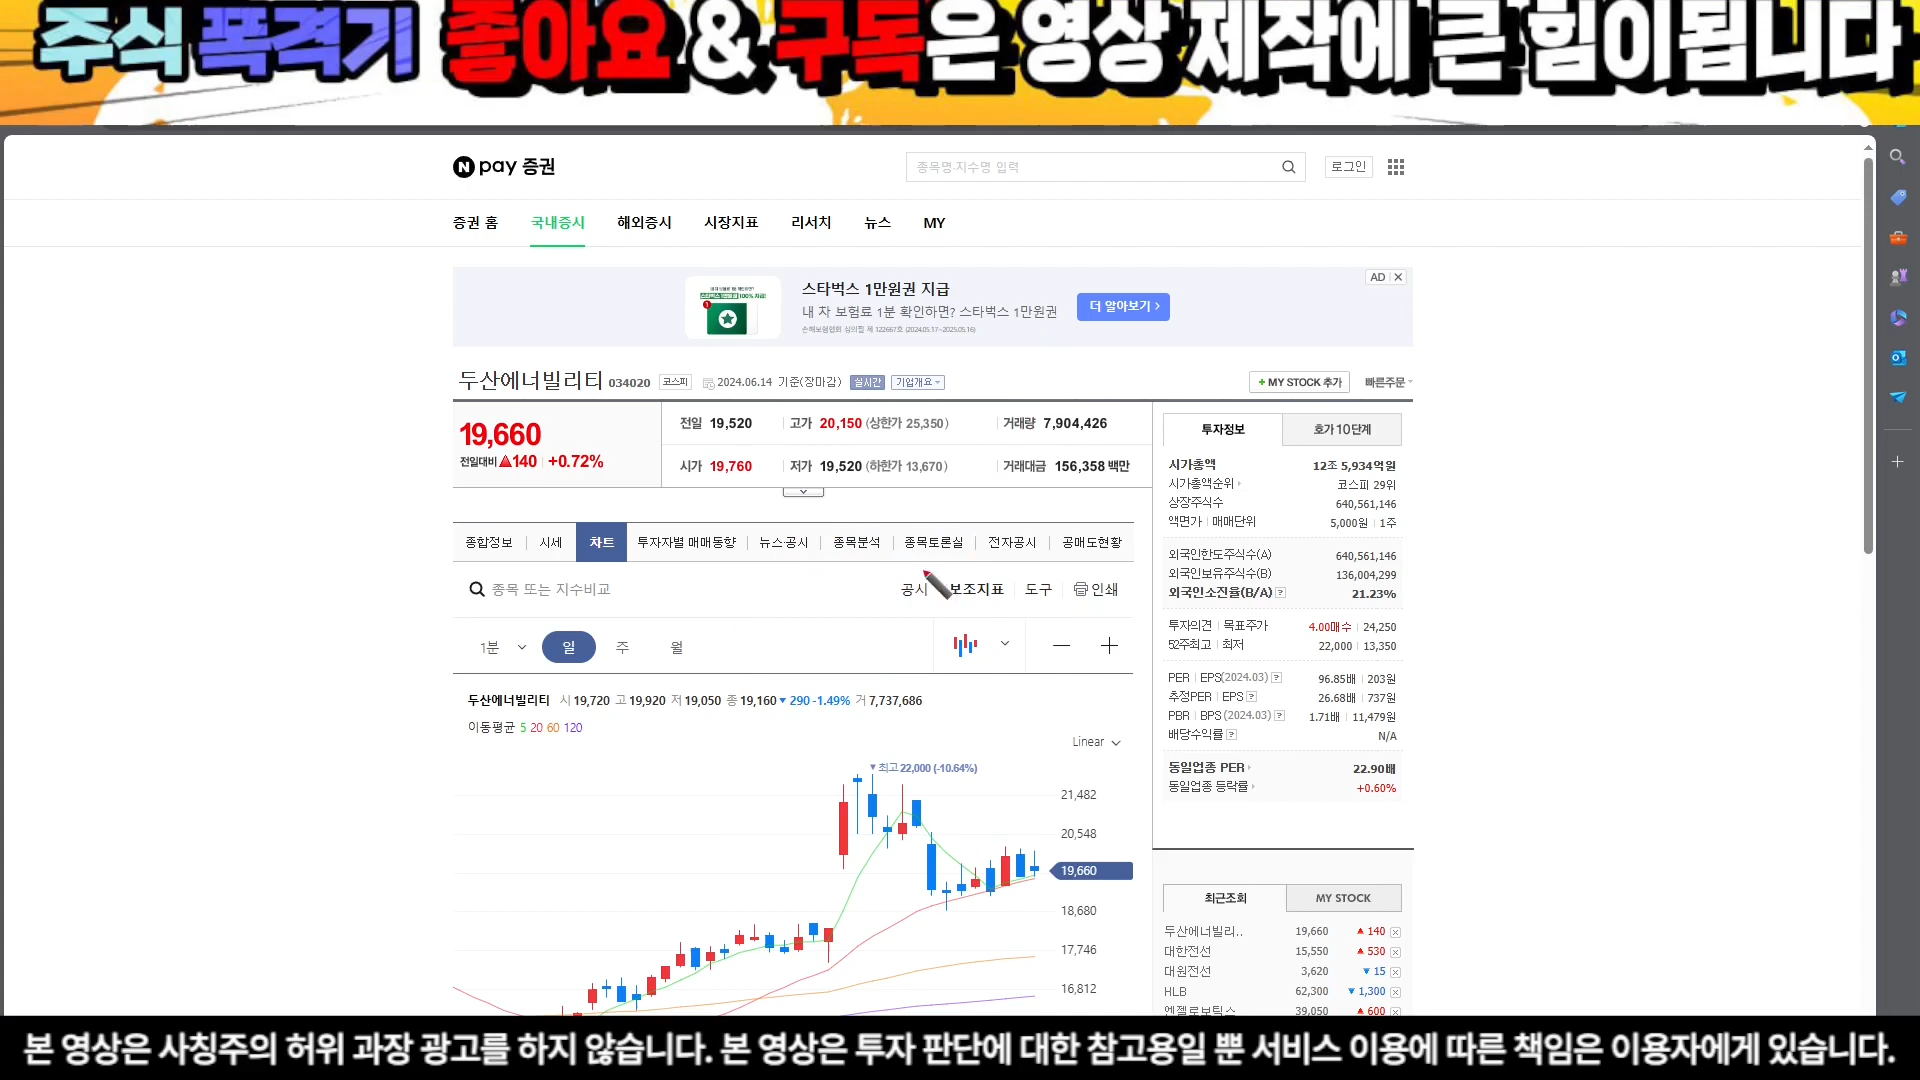 주식 폭격기 좋아요 & 구독은 영상 제작에 큰 힘이됩니다
N pay 증권
종목명·지수명 입력
로그인
증권 홈 국내증시 해외증시 시장지표 리서치 뉴스 MY
스타벅스 1만원권 지급
내 차 보험료 1분 확인하면? 스타벅스 1만원권
더 알아보기 >
AD
두산에너빌리티 034020 코스피 2024.06.14 기준(장마감) 실시간 기업개요
+ MY STOCK 추가 빠른주문
19,660
전일대비 ▲140 +0.72%
전일 19,520 고가 20,150 (상한가 25,350) 거래량 7,904,426
시가 19,760 저가 19,520 (하한가 13,670) 거래대금 156,358 백만
종합정보 시세 차트 투자자별 매매동향 뉴스·공시 종목분석 종목토론실 전자공시 공매도현황
종목 또는 지수비교
공시 보조지표 도구 인쇄
1분 일 주 월
두산에너빌리티 시 19,720 고 19,920 저 19,050 종 19,160 ▼ 290 -1.49% 거 7,737,686
이동평균 5 20 60 120
Linear
▼최고 22,000 (-10.64%)
21,482
20,548
19,660
18,680
17,746
16,812
투자정보 호가 10단계
시가총액 12조 5,934억원
시가총액순위 코스피 29위
상장주식수 640,561,146
액면가 매매단위 5,000원 1주
외국인한도주식수(A) 640,561,146
외국인보유주식수(B) 136,004,299
외국인소진율(B/A) ? 21.23%
투자의견 목표주가 4.00매수 24,250
52주최고 최저 22,000 13,350
PER EPS(2024.03) ? 96.85배 203원
추정PER EPS ? 26.68배 737원
PBR BPS (2024.03) ? 1.71배 11,479원
배당수익률 ? N/A
동일업종 PER 22.90배
동일업종 등락률 +0.60%
최근조회 MY STOCK
두산에너빌리.. 19,660 ▲ 140
대한전선 15,550 ▲ 530
대원전선 3,620 ▼ 15
HLB 62,300 ▼ 1,300
엔젤로보틱스 39,050 ▲ 600
본 영상은 사칭주의 허위 과장 광고를 하지 않습니다. 본 영상은 투자 판단에 대한 참고용일 뿐 서비스 이용에 따른 책임은 이용자에게 있습니다.